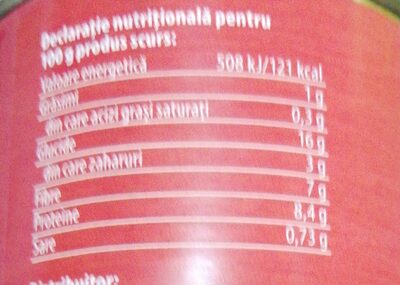 Declarație nutrițională pentru
100 g produs scurs:
Valoare energetică 508 kJ/121 kcal
Grăsimi 1 g
din care acizi grași saturați 0,3 g
Glucide 16 g
din care zaharuri 3 g
Fibre 7 g
Proteine 8,4 g
Sare 0,73 g
Distribuitor: